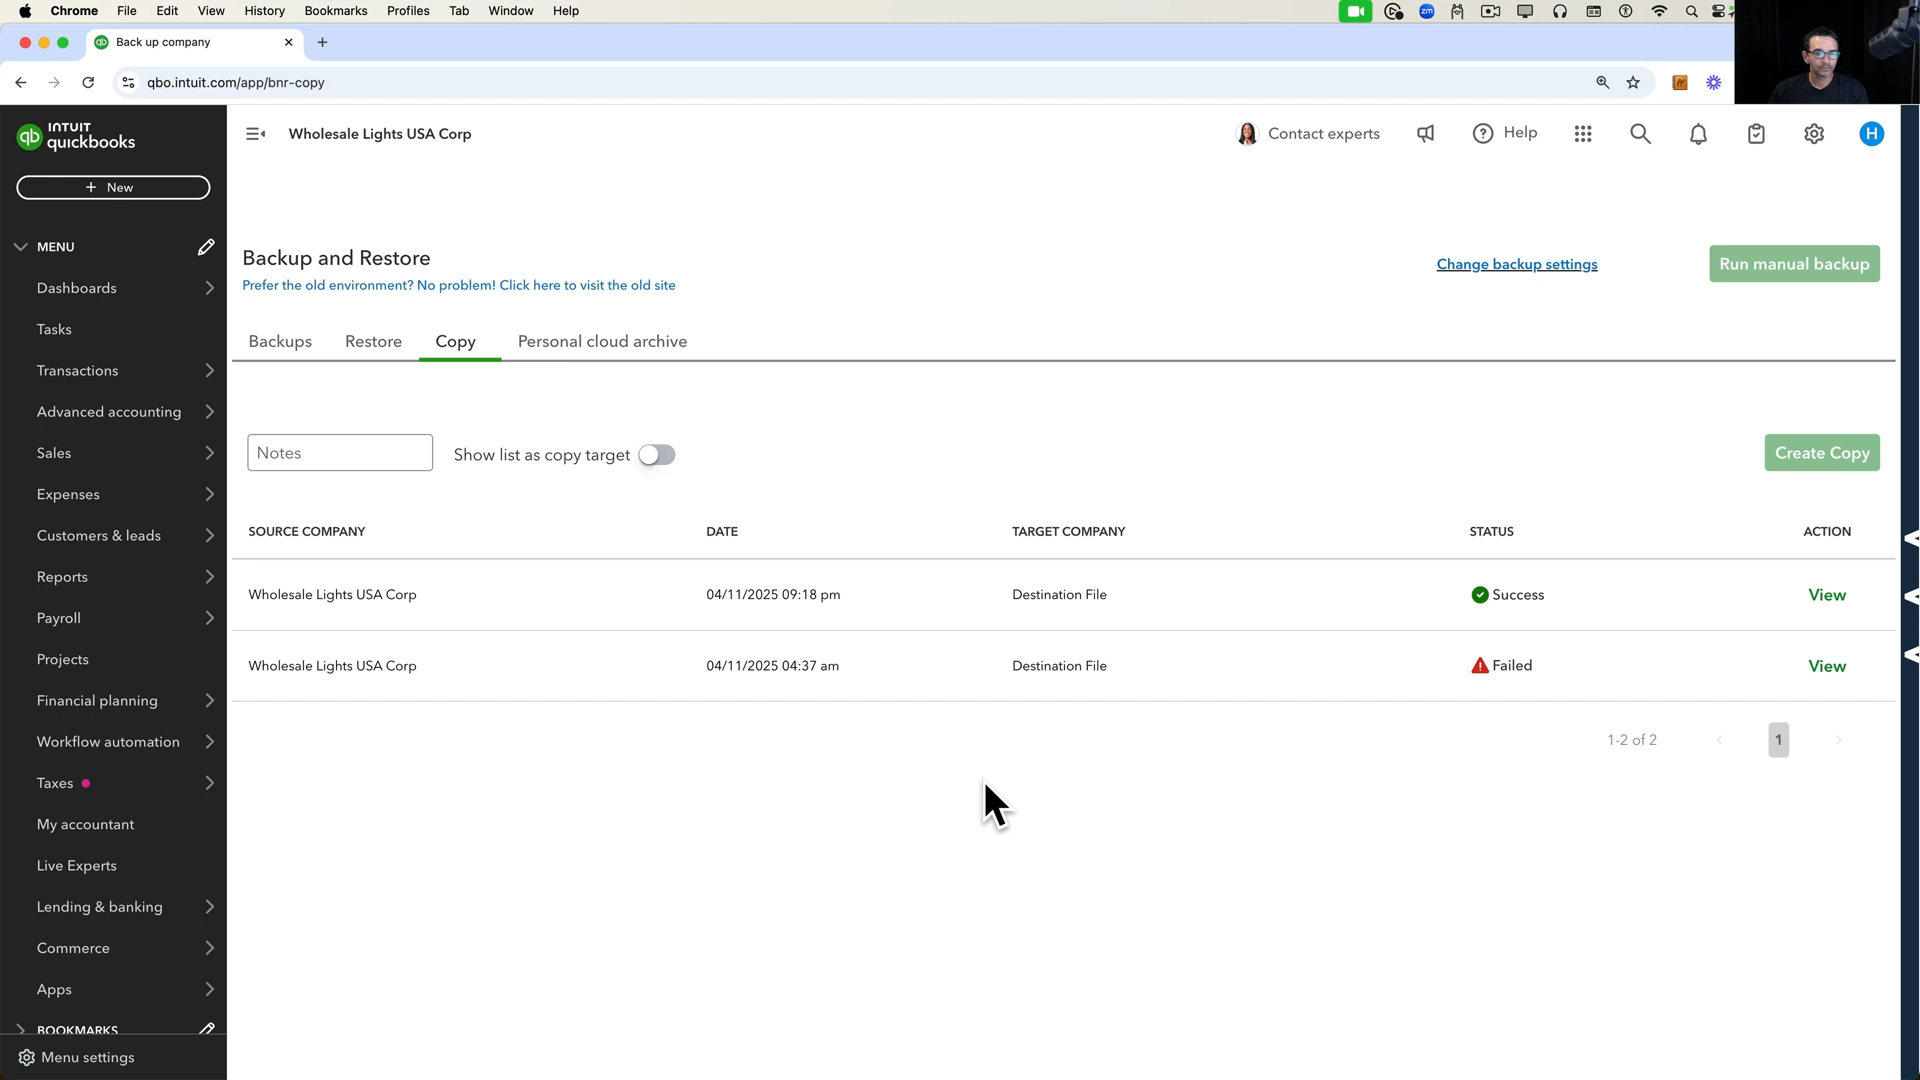 Chrome File Edit View History Bookmarks Profiles Tab Window Help
zm
qb Back up company
qbo.intuit.com/app/bnr-copy
qb INTUIT quickbooks
Wholesale Lights USA Corp
Contact experts
Help
H
+ New
MENU
Dashboards
Tasks
Transactions
Advanced accounting
Sales
Expenses
Customers & leads
Reports
Payroll
Projects
Financial planning
Workflow automation
Taxes
My accountant
Live Experts
Lending & banking
Commerce
Apps
BOOKMARKS
Menu settings
Backup and Restore
Prefer the old environment? No problem! Click here to visit the old site
Change backup settings
Run manual backup
Backups Restore Copy Personal cloud archive
Notes
Show list as copy target
Create Copy
SOURCE COMPANY DATE TARGET COMPANY STATUS ACTION
Wholesale Lights USA Corp 04/11/2025 09:18 pm Destination File Success View
Wholesale Lights USA Corp 04/11/2025 04:37 am Destination File Failed View
1-2 of 2
1